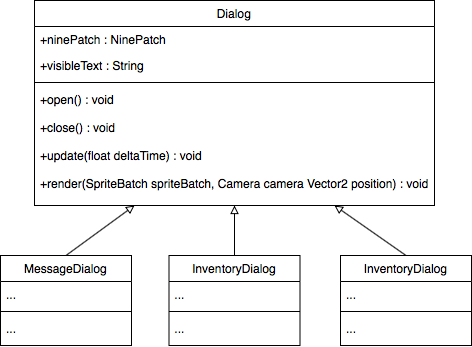 Dialog
+ninePatch : NinePatch
+visibleText : String
+open() : void
+close() : void
+update(float deltaTime) : void
+render(SpriteBatch spriteBatch, Camera camera Vector2 position) : void
MessageDialog
...
...
InventoryDialog
...
...
InventoryDialog
...
...